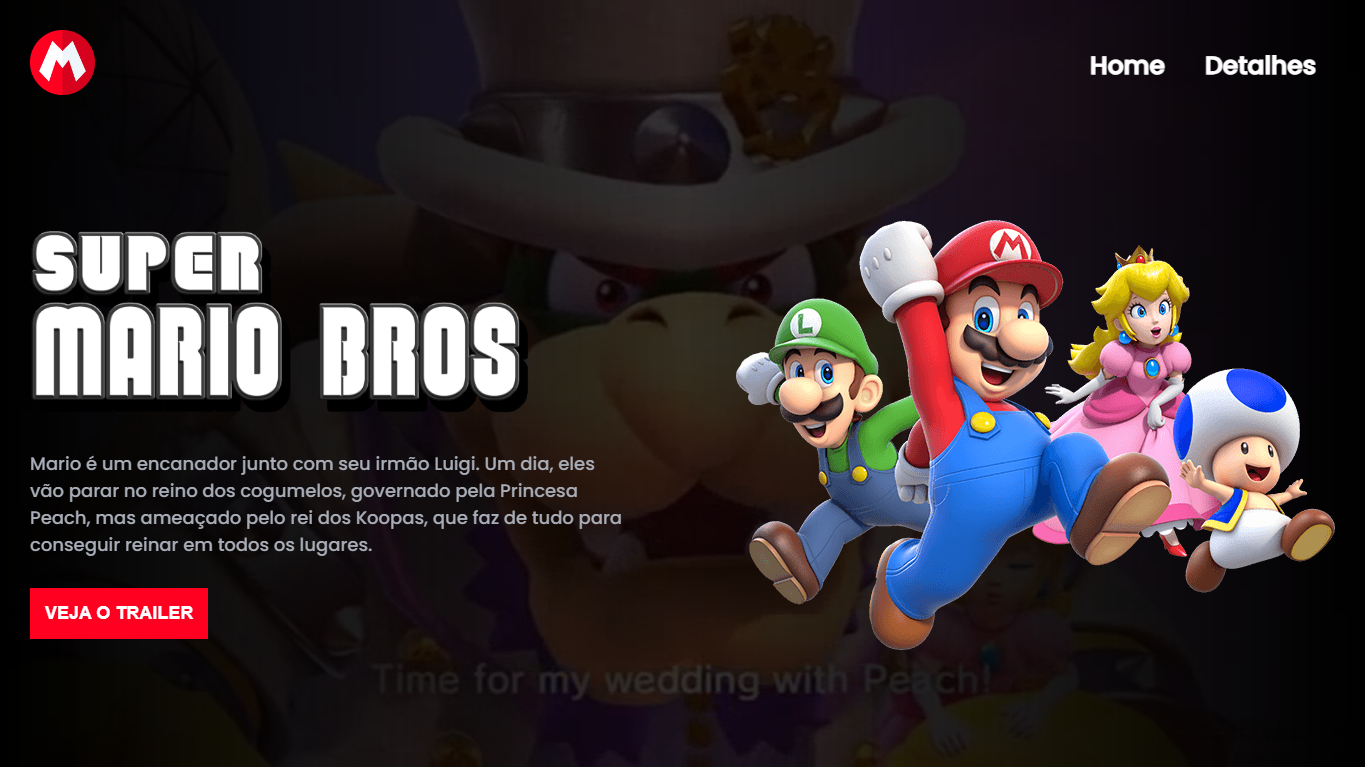 M
Home Detalhes
SUPER
MARIO BROS
M
L
Mario é um encanador junto com seu irmão Luigi. Um dia, eles
vão parar no reino dos cogumelos, governado pela Princesa
Peach, mas ameaçado pelo rei dos Koopas, que faz de tudo para
conseguir reinar em todos os lugares.
VEJA O TRAILER
Time for my wedding with Peach!